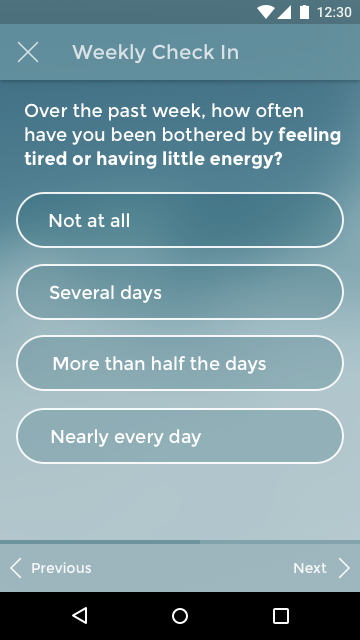 12:30
Weekly Check In
Over the past week, how often
have you been bothered by feeling
tired or having little energy?
Not at all
Several days
More than half the days
Nearly every day
Previous
Next